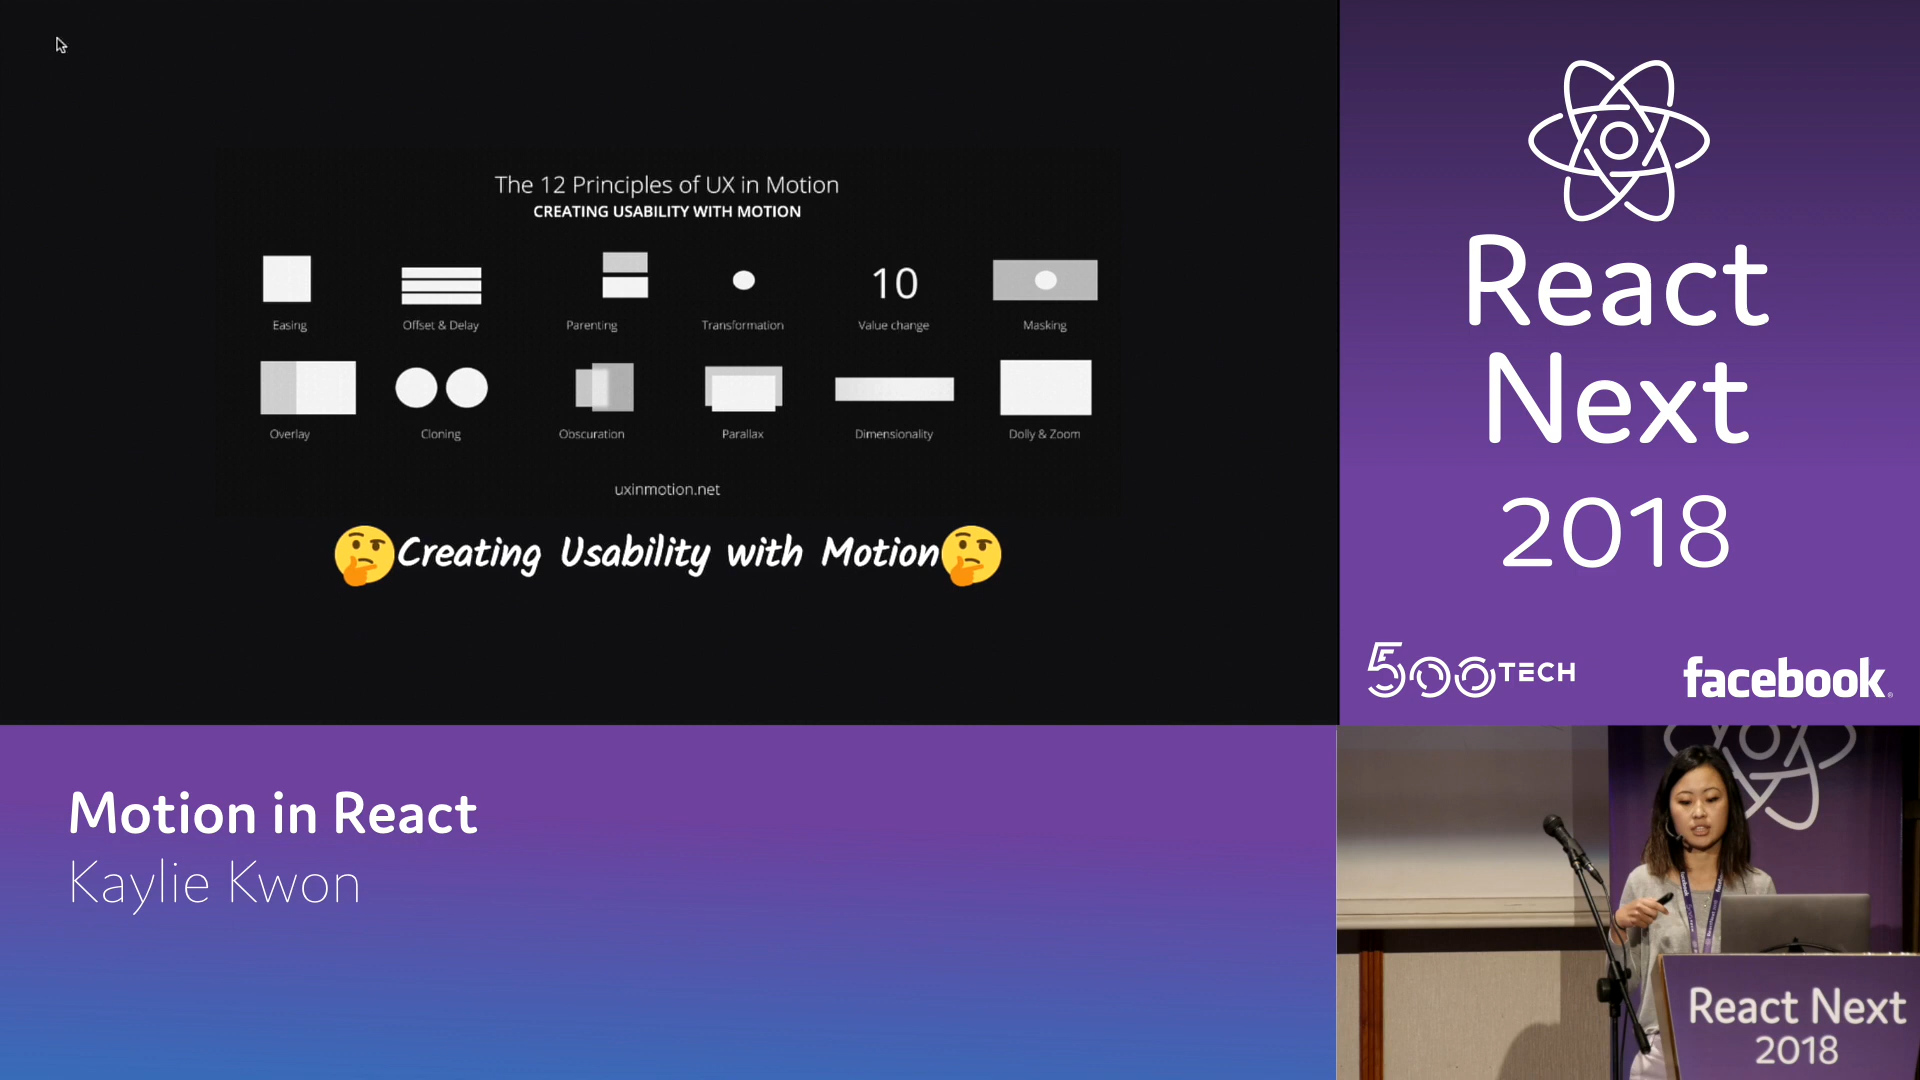 The 12 Principles of UX in Motion
CREATING USABILITY WITH MOTION
10
Easing
Offset & Delay
Parenting
Transformation
Value change
Masking
Overlay
Cloning
Obscuration
Parallax
Dimensionality
Dolly & Zoom
uxinmotion.net
Creating Usability with Motion
React
Next
2018
500TECH
facebook
Motion in React
Kaylie Kwon
React Next
2018